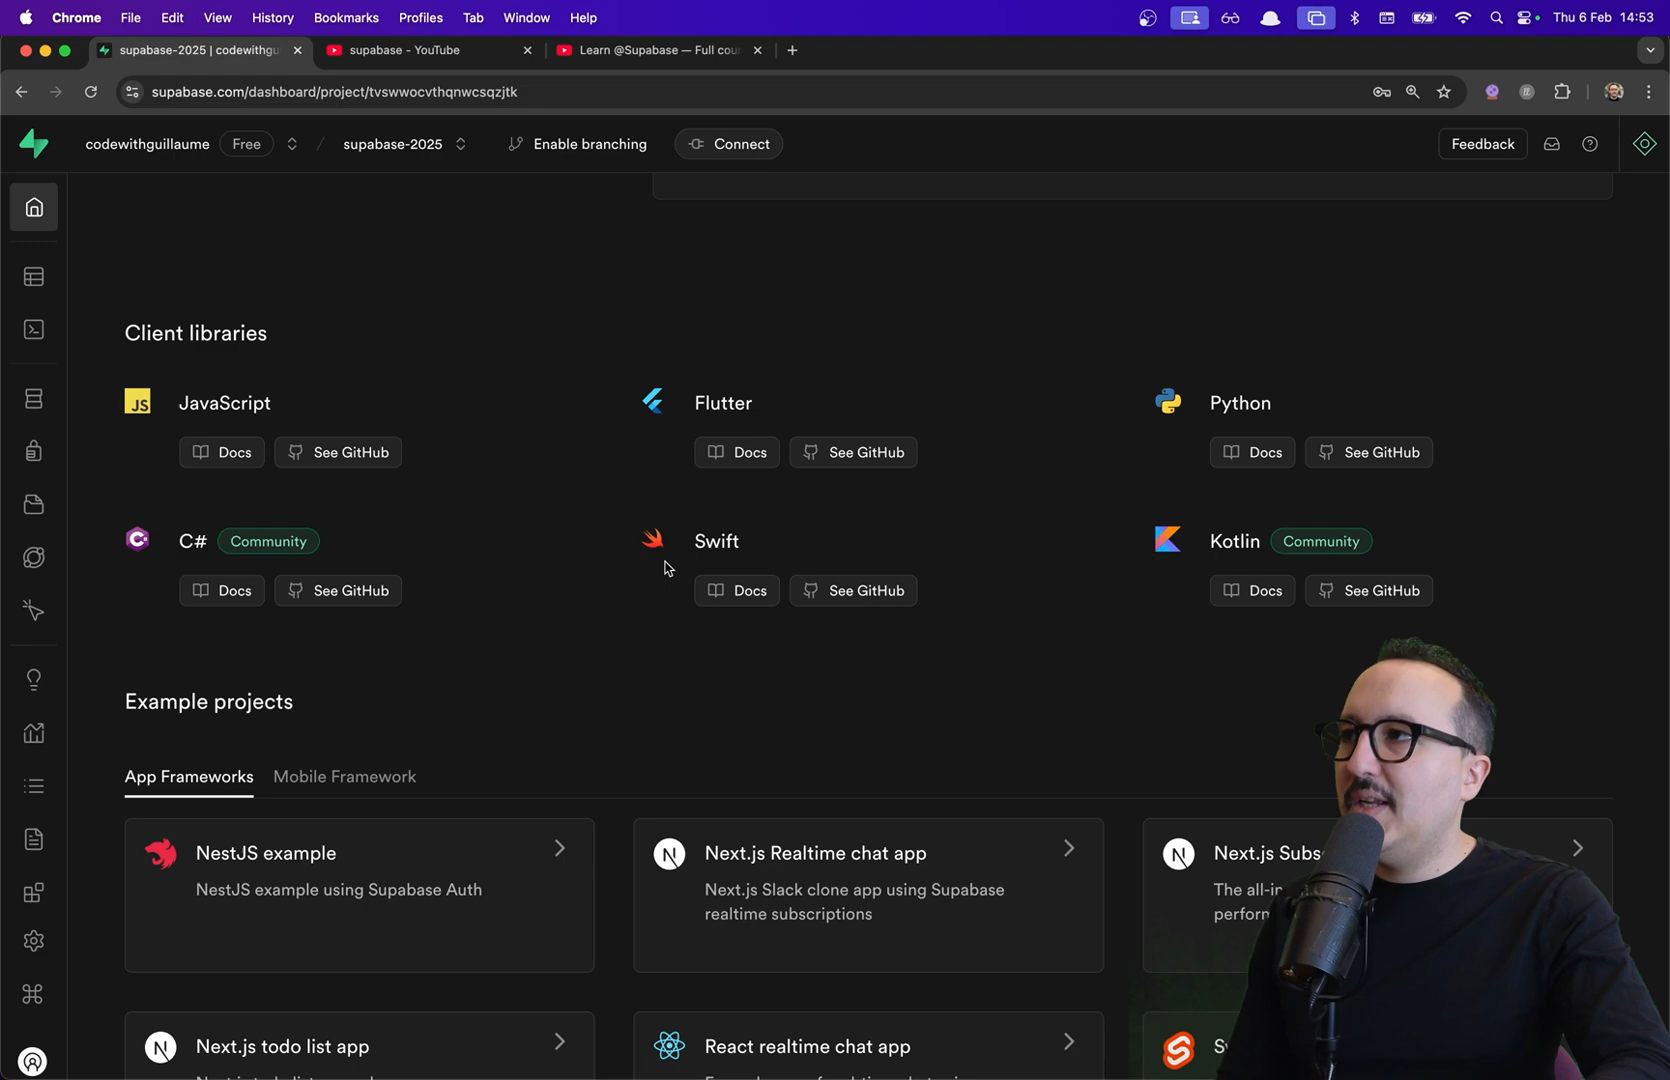 Chrome File Edit View History Bookmarks Profiles Tab Window Help Thu 6 Feb 14:53
supabase-2025 | codewithgu supabase - YouTube Learn @Supabase — Full cou
supabase.com/dashboard/project/tvswwocvthqnwcsqzjtk
codewithguillaume Free / supabase-2025 Enable branching Connect Feedback
Client libraries
JS JavaScript Flutter Python
Docs See GitHub Docs See GitHub Docs See GitHub
C# Community Swift Kotlin Community
Docs See GitHub Docs See GitHub Docs See GitHub
Example projects
App Frameworks Mobile Framework
NestJS example Next.js Realtime chat app Next.js Subs
NestJS example using Supabase Auth Next.js Slack clone app using Supabase The all-in-
realtime subscriptions perform
Next.js todo list app React realtime chat app